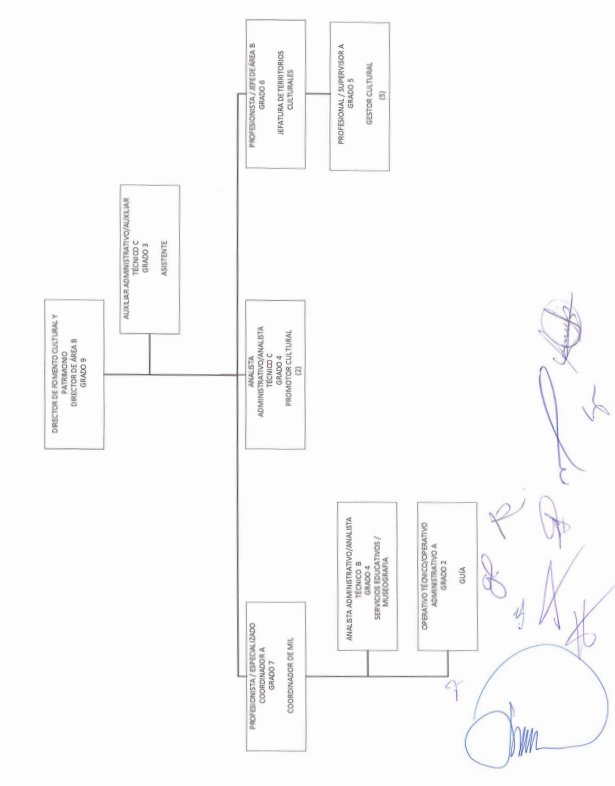 DIRECTOR DE FOMENTO CULTURAL Y
PATRIMONIO
DIRECTOR DE ÁREA B
GRADO 9
AUXILIAR ADMINISTRATIVO/AUXILIAR
TÉCNICO C
GRADO 3
ASISTENTE
PROFESIONISTA / ESPECIALIZADO
COORDINADOR A
GRADO 7
COORDINADOR DE MIL
ANALISTA
ADMINISTRATIVO/ANALISTA
TÉCNICO C
GRADO 4
PROMOTOR CULTURAL
(2)
PROFESIONISTA / JEFE DE ÁREA B
GRADO 6
JEFATURA DE TERRITORIOS
CULTURALES
ANALISTA ADMINISTRATIVO/ANALISTA
TÉCNICO B
GRADO 4
SERVICIOS EDUCATIVOS /
MUSEOGRAFIA
OPERATIVO TÉCNICO/OPERATIVO
ADMINISTRATIVO A
GRADO 2
GUÍA
PROFESIONAL / SUPERVISOR A
GRADO 5
GESTOR CULTURAL
(5)